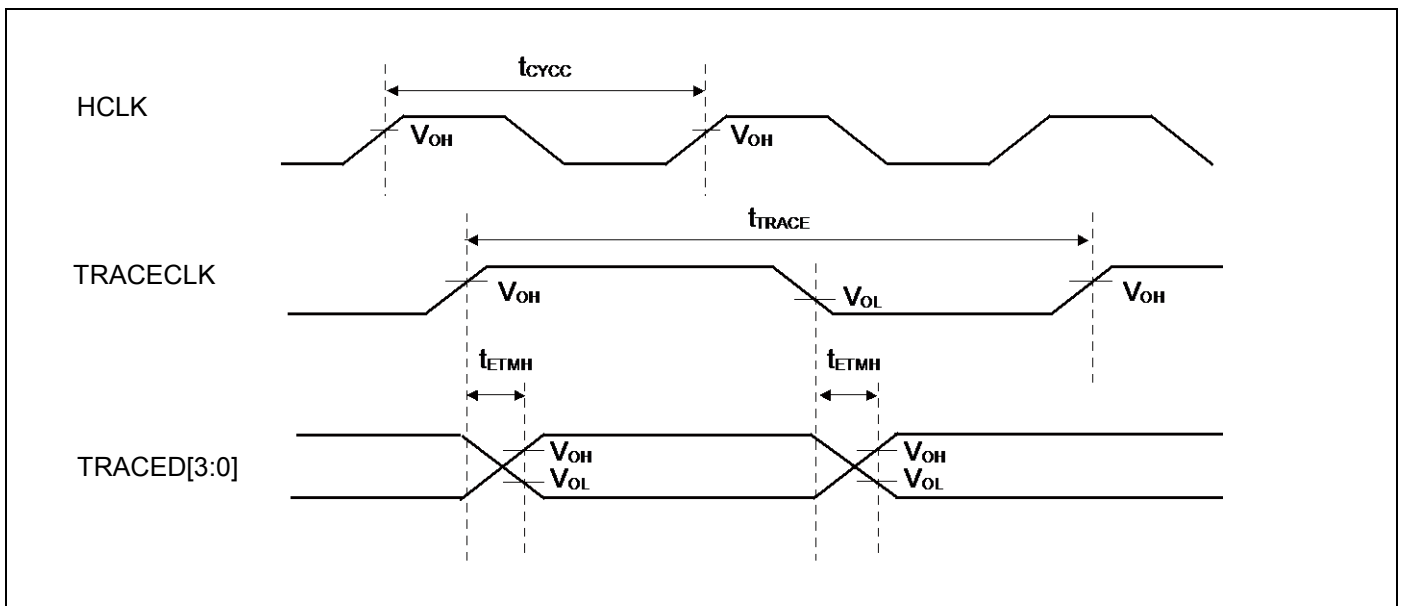 tCYCC
HCLK
VOH VOH
tTRACE
TRACECLK
VOH VOL VOH
tETMH tETMH
TRACED[3:0]
VOH VOH
VOL VOL